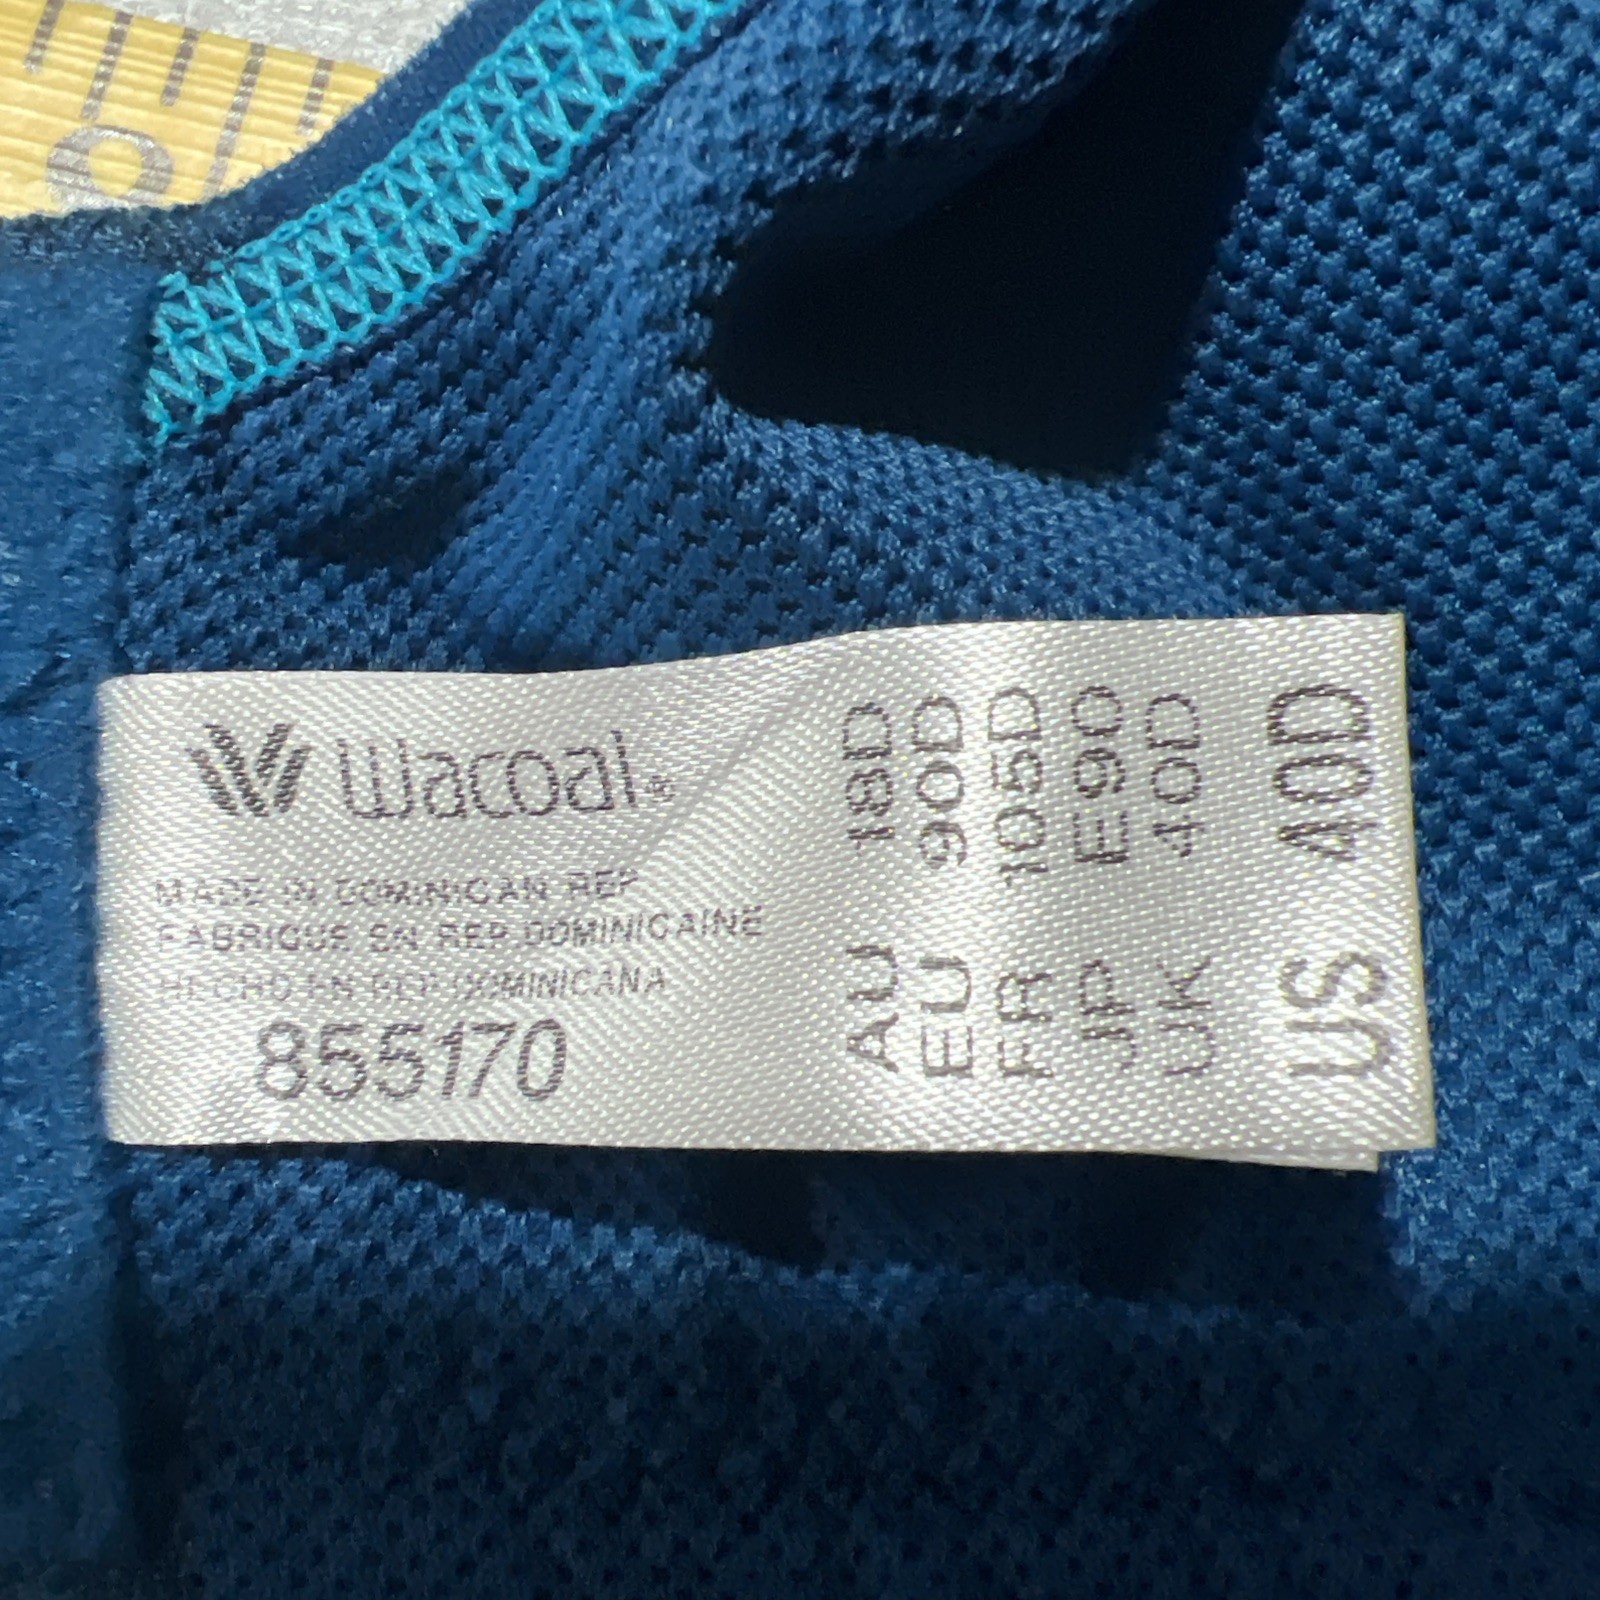 Wacoal®
MADE IN DOMINICAN REP
FABRIQUE EN REP DOMINICAINE
HECHO EN REP DOMINICANA
855170
AU 18D
EU 90D
FR 105D
JP E90
UK 40D
US 40D